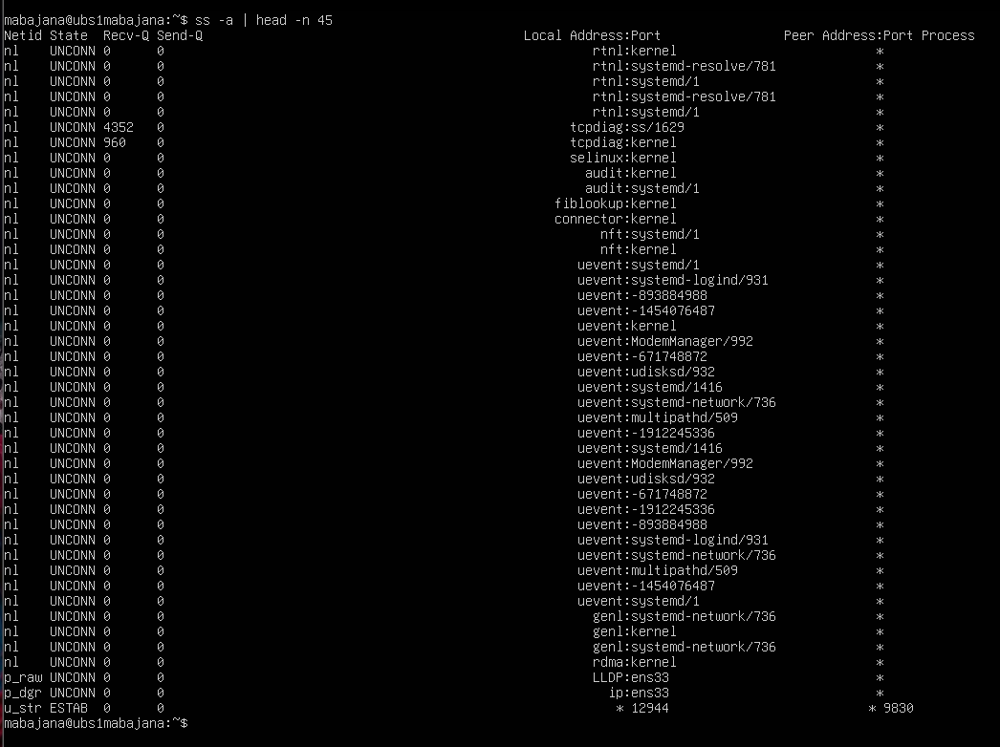 mabajana@ubs1mabajana:~$ ss -a | head -n 45
Netid State Recv-Q Send-Q Local Address:Port Peer Address:Port Process
nl UNCONN 0 0 rtnl:kernel *
nl UNCONN 0 0 rtnl:systemd-resolve/781 *
nl UNCONN 0 0 rtnl:systemd/1 *
nl UNCONN 0 0 rtnl:systemd-resolve/781 *
nl UNCONN 0 0 rtnl:systemd/1 *
nl UNCONN 4352 0 tcpdiag:ss/1629 *
nl UNCONN 960 0 tcpdiag:kernel *
nl UNCONN 0 0 selinux:kernel *
nl UNCONN 0 0 audit:kernel *
nl UNCONN 0 0 audit:systemd/1 *
nl UNCONN 0 0 fiblookup:kernel *
nl UNCONN 0 0 connector:kernel *
nl UNCONN 0 0 nft:systemd/1 *
nl UNCONN 0 0 nft:kernel *
nl UNCONN 0 0 uevent:systemd/1 *
nl UNCONN 0 0 uevent:systemd-logind/931 *
nl UNCONN 0 0 uevent:-893884988 *
nl UNCONN 0 0 uevent:-1454076487 *
nl UNCONN 0 0 uevent:kernel *
nl UNCONN 0 0 uevent:ModemManager/992 *
nl UNCONN 0 0 uevent:-671748872 *
nl UNCONN 0 0 uevent:udisksd/932 *
nl UNCONN 0 0 uevent:systemd/1416 *
nl UNCONN 0 0 uevent:systemd-network/736 *
nl UNCONN 0 0 uevent:multipathd/509 *
nl UNCONN 0 0 uevent:-1912245336 *
nl UNCONN 0 0 uevent:systemd/1416 *
nl UNCONN 0 0 uevent:ModemManager/992 *
nl UNCONN 0 0 uevent:udisksd/932 *
nl UNCONN 0 0 uevent:-671748872 *
nl UNCONN 0 0 uevent:-1912245336 *
nl UNCONN 0 0 uevent:-893884988 *
nl UNCONN 0 0 uevent:systemd-logind/931 *
nl UNCONN 0 0 uevent:systemd-network/736 *
nl UNCONN 0 0 uevent:multipathd/509 *
nl UNCONN 0 0 uevent:-1454076487 *
nl UNCONN 0 0 uevent:systemd/1 *
nl UNCONN 0 0 genl:systemd-network/736 *
nl UNCONN 0 0 genl:kernel *
nl UNCONN 0 0 genl:systemd-network/736 *
nl UNCONN 0 0 rdma:kernel *
p_raw UNCONN 0 0 LLDP:ens33 *
p_dgr UNCONN 0 0 ip:ens33 *
u_str ESTAB 0 0 * 12944 * 9830
mabajana@ubs1mabajana:~$